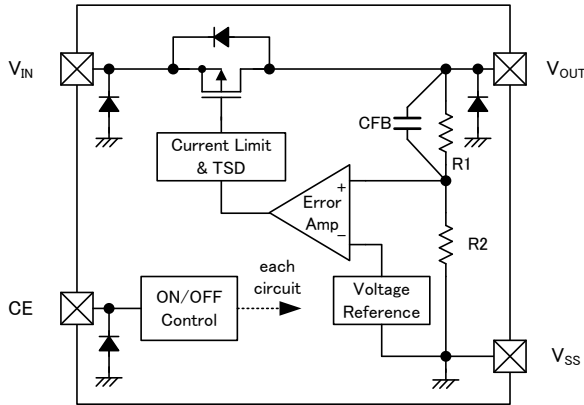 VIN
VOUT
CFB
R1
Current Limit
& TSD
+
Error
Amp
−
R2
each
circuit
CE
ON/OFF
Control
Voltage
Reference
VSS